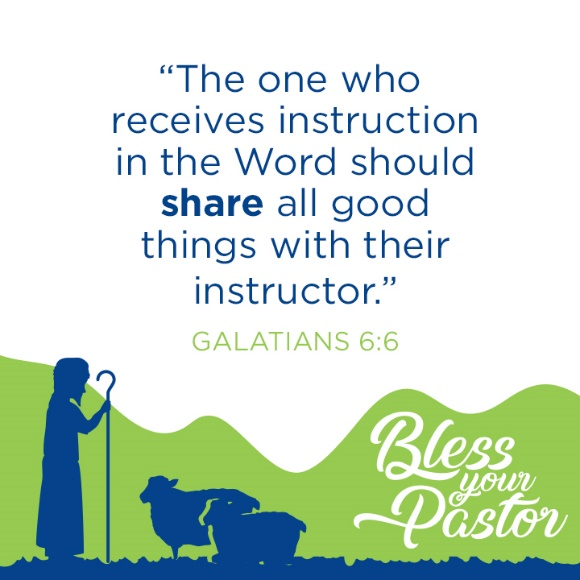 “The one who
receives instruction
in the Word should
share all good
things with their
instructor.”
GALATIANS 6:6
Bless
your
Pastor